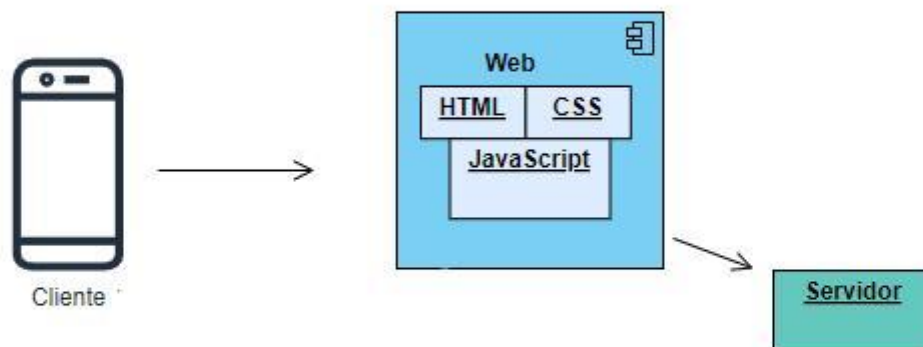 Web
HTML CSS
JavaScript
Cliente
Servidor